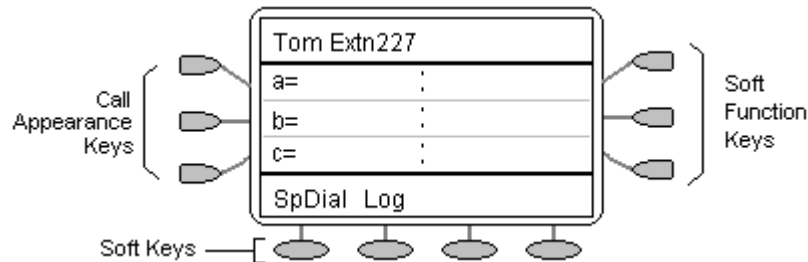 Tom Extn227
a= :
b= :
c= :
SpDial Log
Call
Appearance
Keys
Soft
Function
Keys
Soft Keys